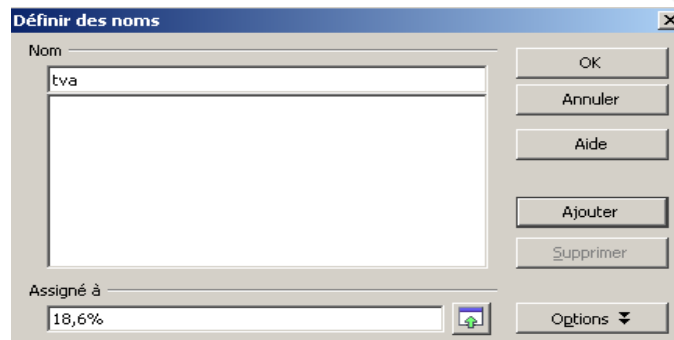 Définir des noms
Nom
tva
OK
Annuler
Aide
Ajouter
Supprimer
Assigné à
18,6%
Options